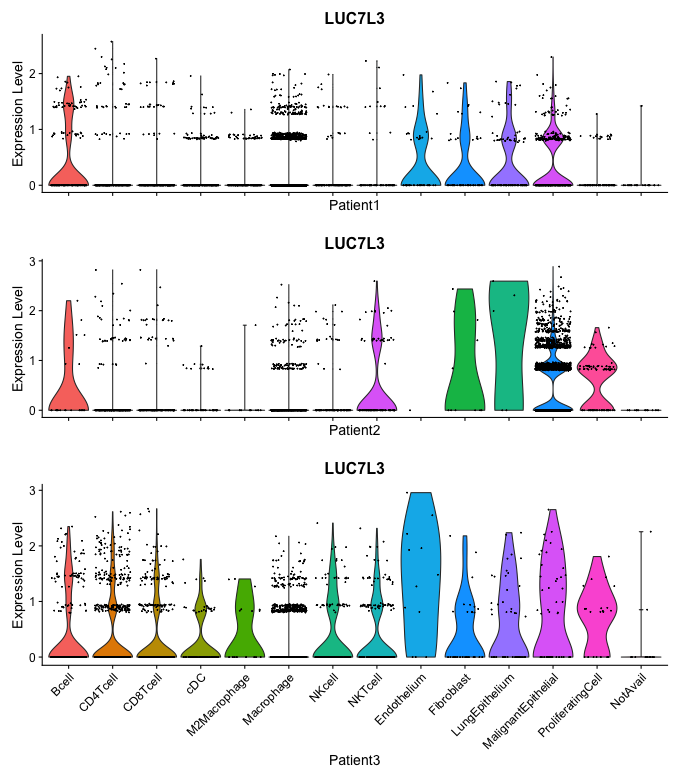 LUC7L3
Expression Level
2
1
0
Patient1
LUC7L3
Expression Level
3
2
1
0
Patient2
LUC7L3
Expression Level
3
2
1
0
Bcell
CD4Tcell
CD8Tcell
cDC
M2Macrophage
Macrophage
NKcell
NKTcell
Endothelium
Fibroblast
LungEpithelium
MalignantEpithelial
ProliferatingCell
NotAvail
Patient3